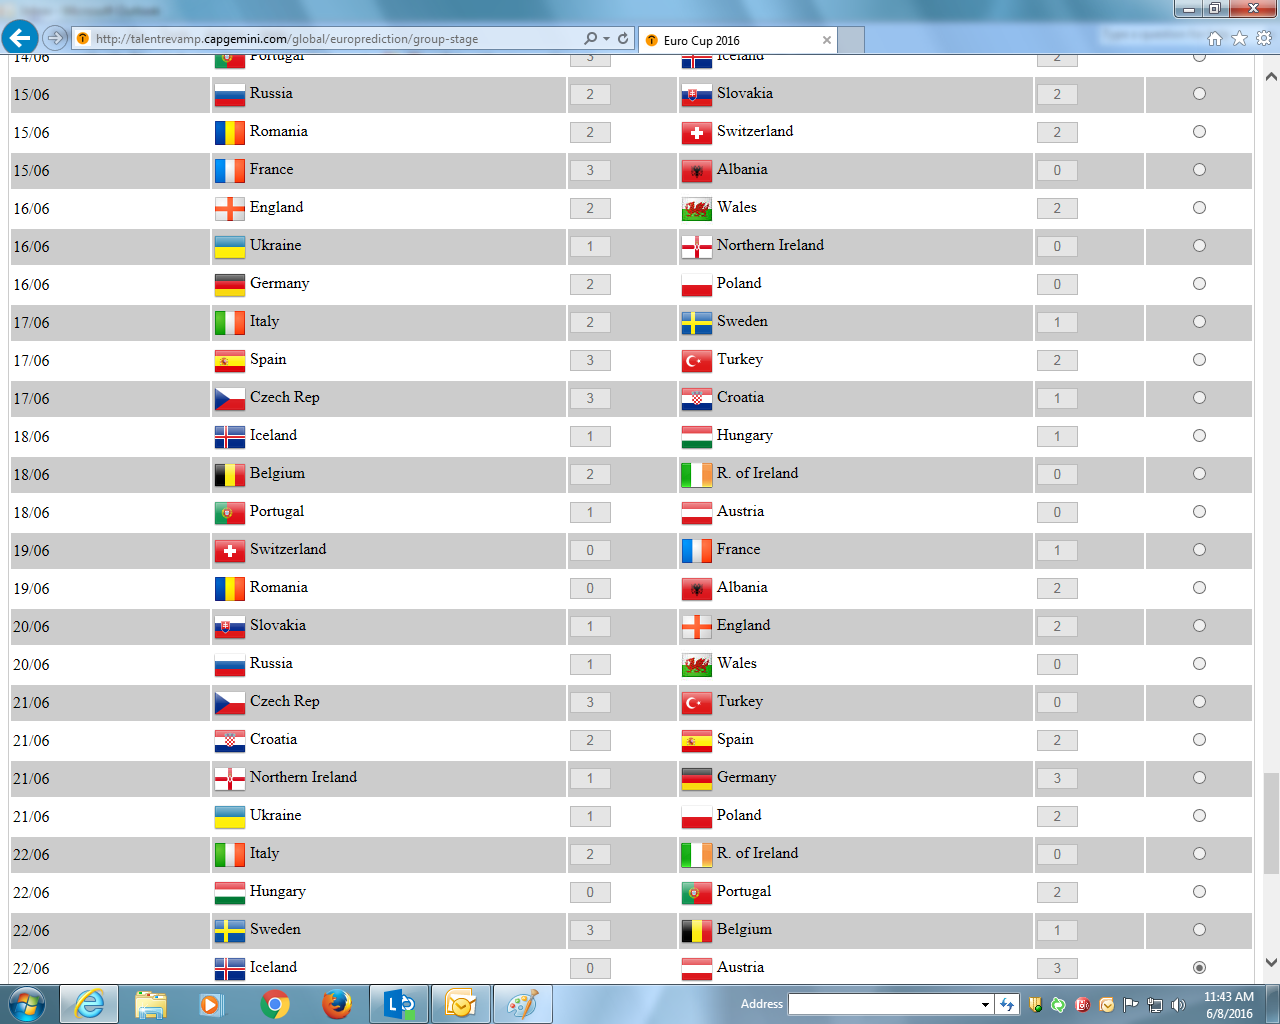 http://talentrevamp.capgemini.com/global/europrediction/group-stage
Euro Cup 2016
14/06 Portugal 3 Iceland 2
15/06 Russia 2 Slovakia 2
15/06 Romania 2 Switzerland 2
15/06 France 3 Albania 0
16/06 England 2 Wales 2
16/06 Ukraine 1 Northern Ireland 0
16/06 Germany 2 Poland 0
17/06 Italy 2 Sweden 1
17/06 Spain 3 Turkey 2
17/06 Czech Rep 3 Croatia 1
18/06 Iceland 1 Hungary 1
18/06 Belgium 2 R. of Ireland 0
18/06 Portugal 1 Austria 0
19/06 Switzerland 0 France 1
19/06 Romania 0 Albania 2
20/06 Slovakia 1 England 2
20/06 Russia 1 Wales 0
21/06 Czech Rep 3 Turkey 0
21/06 Croatia 2 Spain 2
21/06 Northern Ireland 1 Germany 3
21/06 Ukraine 1 Poland 2
22/06 Italy 2 R. of Ireland 0
22/06 Hungary 0 Portugal 2
22/06 Sweden 3 Belgium 1
22/06 Iceland 0 Austria 3
Address
11:43 AM
6/8/2016